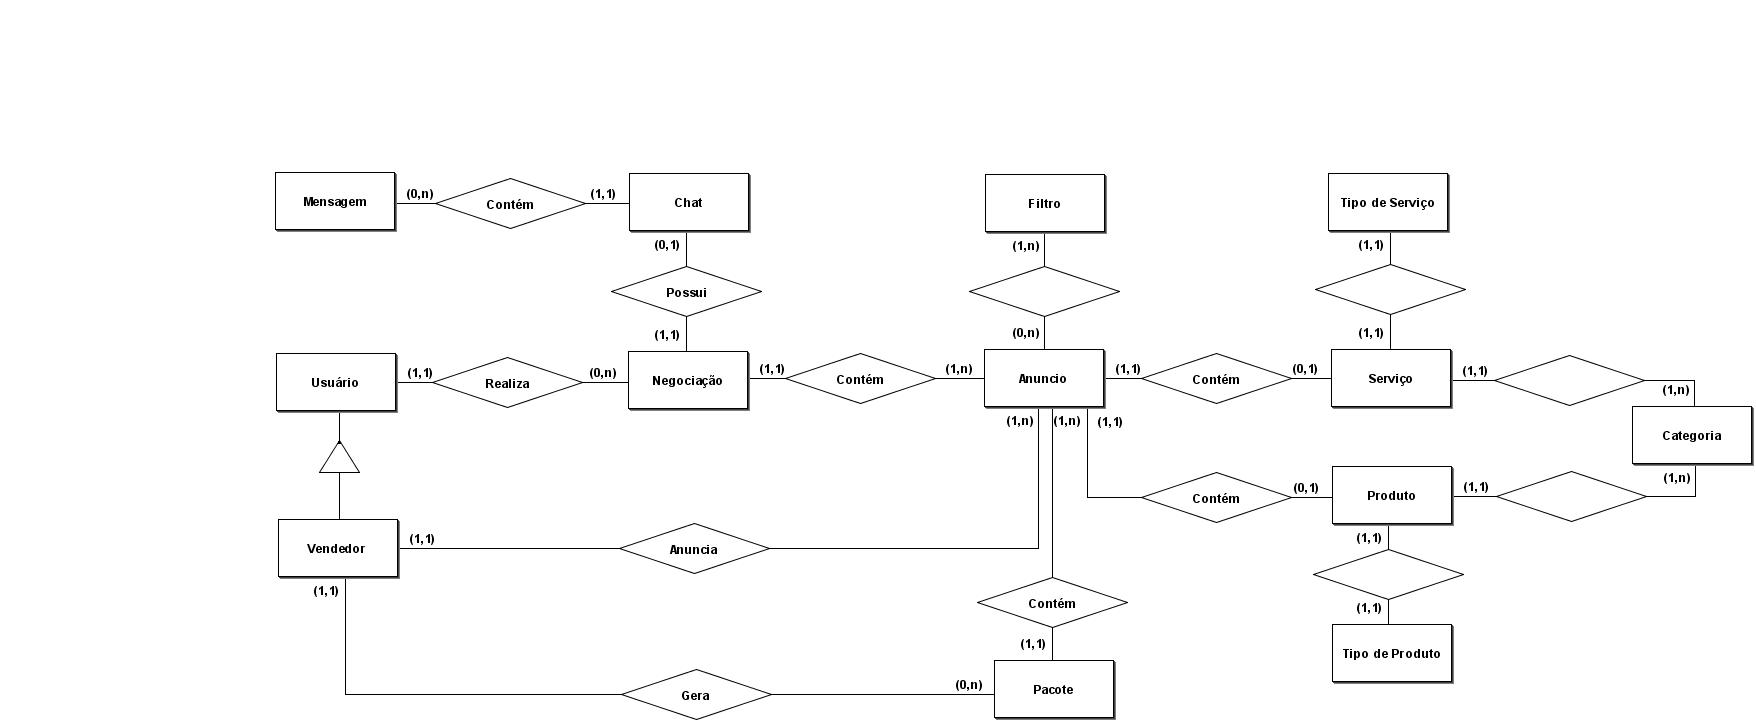 Mensagem
(0,n)
Contém
(1,1)
Chat
Filtro
Tipo de Serviço
(0,1)
(1,n)
(1,1)
Possui
(1,1)
(0,n)
(1,1)
Usuário
(1,1)
Realiza
(0,n)
Negociação
(1,1)
Contém
(1,n)
Anuncio
(1,1)
Contém
(0,1)
Serviço
(1,1)
(1,n)
Categoria
(1,n)
(1,n)
(1,n)
(1,1)
Contém
(0,1)
Produto
(1,1)
Vendedor
(1,1)
Anuncia
(1,1)
(1,1)
Contém
(1,1)
Tipo de Produto
(1,1)
Gera
(0,n)
(1,1)
Pacote